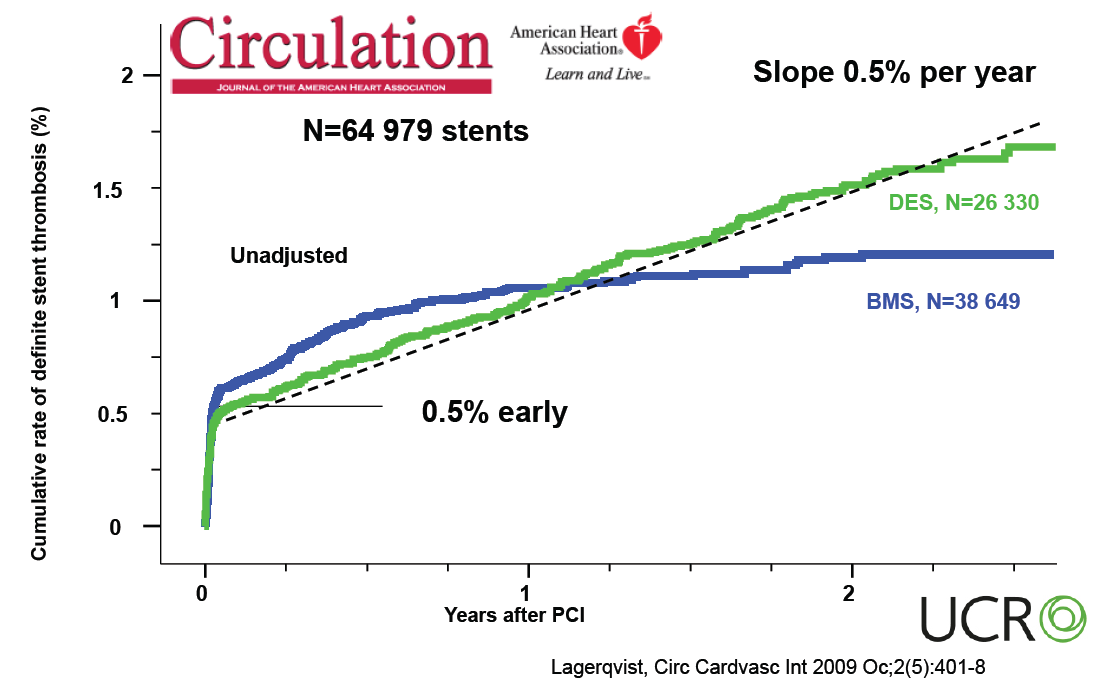 Circulation
JOURNAL OF THE AMERICAN HEART ASSOCIATION
American Heart
Association®
Learn and Live℠
Slope 0.5% per year
N=64 979 stents
Cumulative rate of definite stent thrombosis (%)
2
1.5
1
0.5
0
Unadjusted
DES, N=26 330
BMS, N=38 649
0.5% early
0
1
2
Years after PCI
UCR
Lagerqvist, Circ Cardvasc Int 2009 Oc;2(5):401-8